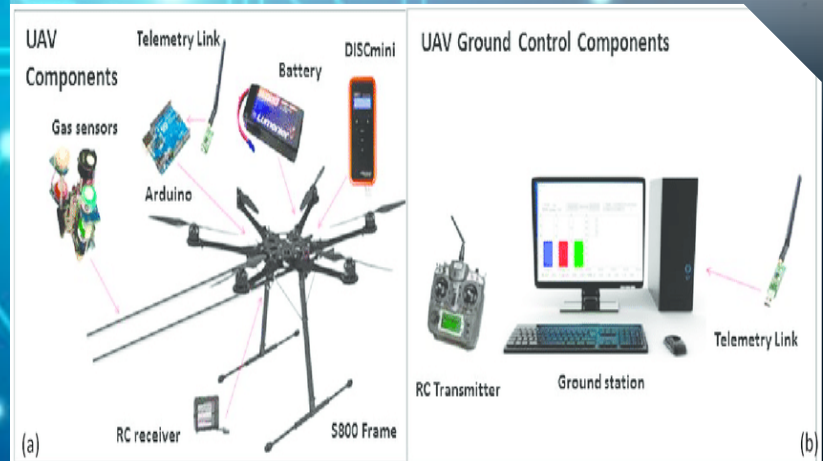 UAV
Components
Telemetry Link
DISCmini
Battery
Gas sensors
Arduino
RC receiver
S800 Frame
(a)
UAV Ground Control Components
RC Transmitter
Ground station
Telemetry Link
(b)